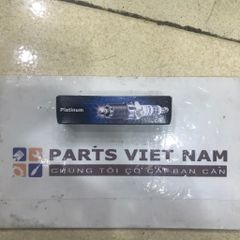 Platinum
PARTS VIET NAM
CHÚNG TÔI CÓ CÁI BẠN CẦN